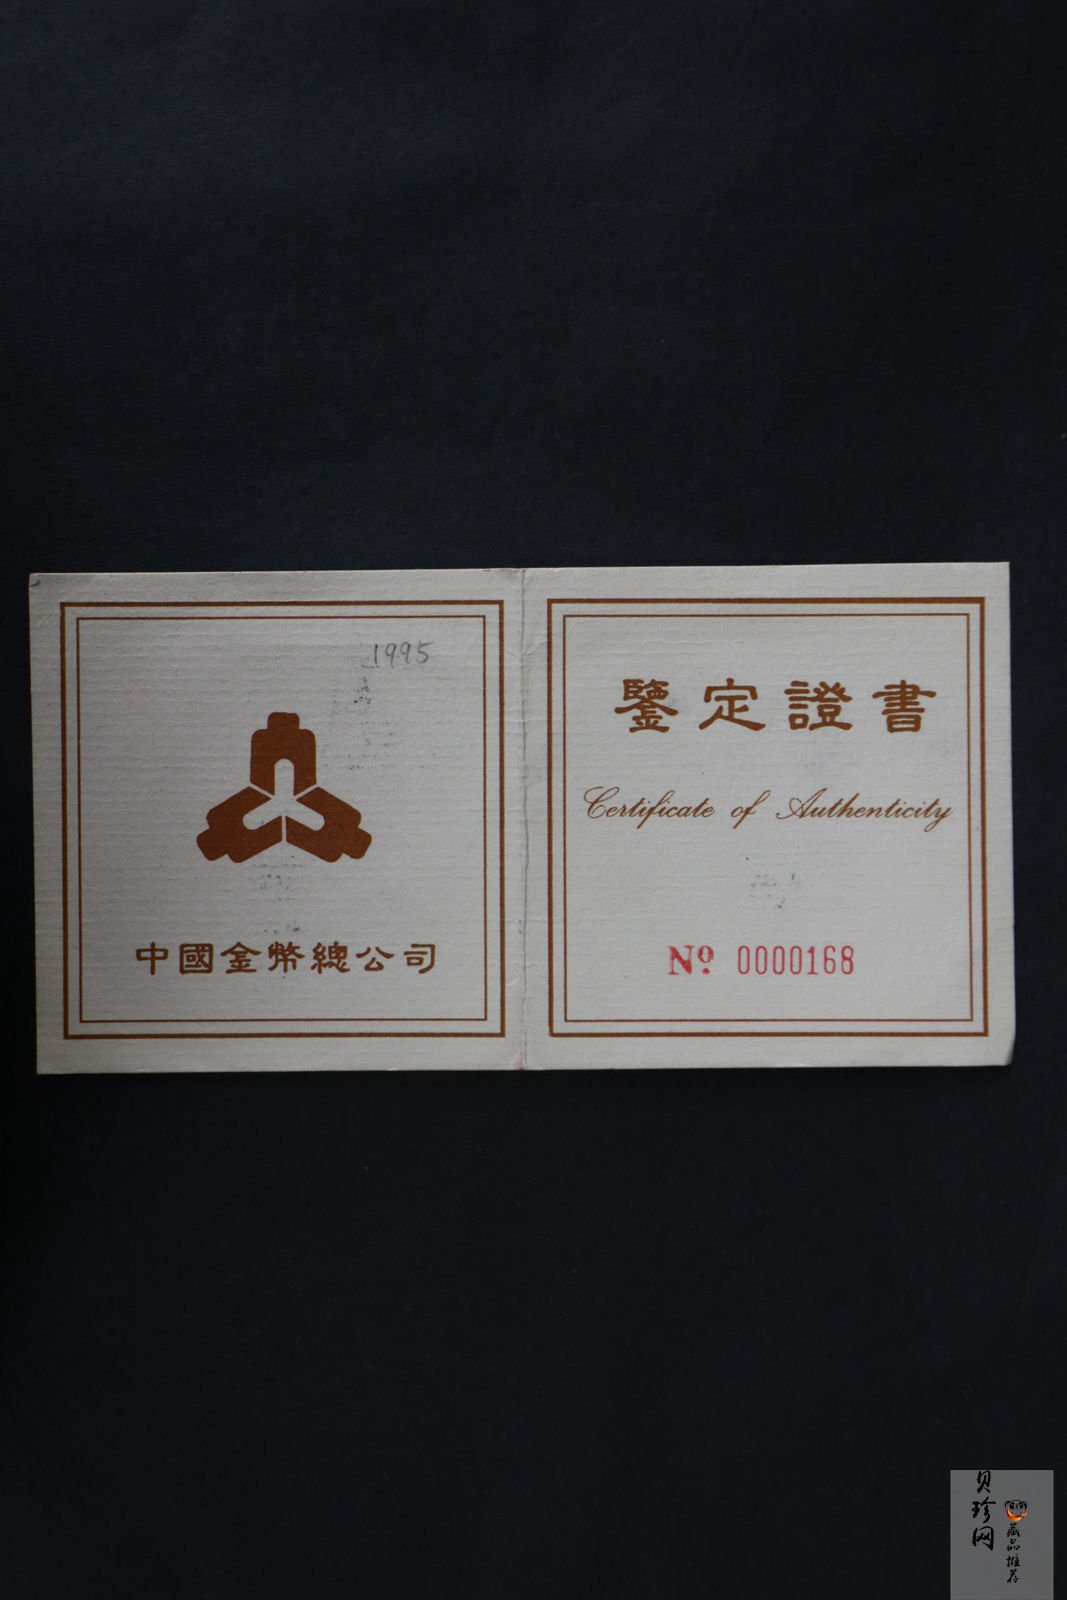 1995
中國金幣總公司
鑒定證書
Certificate of Authenticity
Nº 0000168
贝珍网
藏品推荐